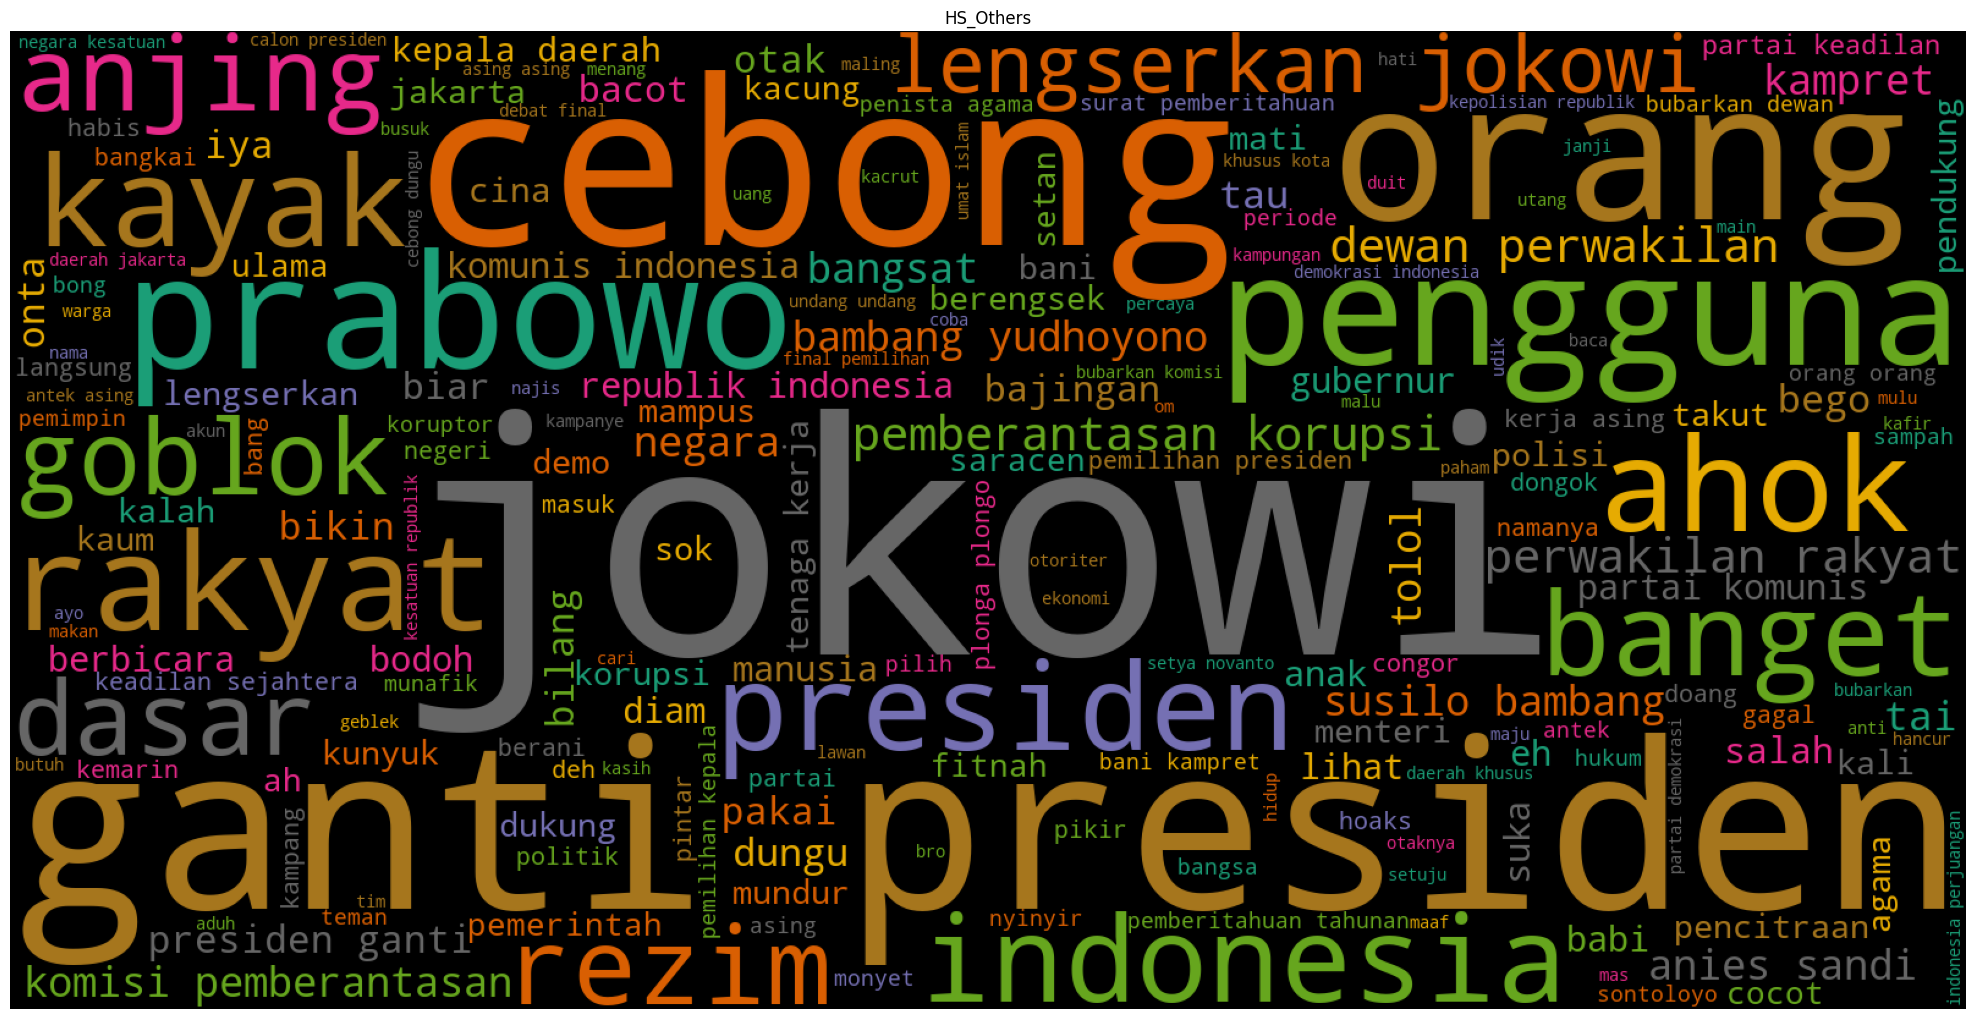 HS_Others
negara kesatuan
calon presiden
kepala daerah
otak
lengserkan jokowi
partai keadilan
anjing
asing asing
menang
maling
hati
kampret
jakarta
bacot
kacung
penista agama
surat pemberitahuan
kepolisian republik
bubarkan dewan
debat final
habis
busuk
cebong
orang
pendukung
bangkai
iya
kayak
cebong dungu
cina
uang
kacrut
umat islam
setan
mati
khusus kota
janji
tau
duit
utang
periode
main
dewan perwakilan
kampungan
daerah jakarta
ulama
komunis indonesia
bangsat
bani
demokrasi indonesia
onta
bong
warga
prabowo
undang undang
berengsek
percaya
pengguna
coba
bambang yudhoyono
nama
langsung
final pemilihan
udik
baca
antek asing
lengserkan
biar
najis
republik indonesia
bajingan
bubarkan komisi
gubernur
orang orang
om
malu
bego
mulu
pemimpin
akun
bang
koruptor
kampanye
mampus
kerja asing
takut
kafir
goblok
negeri
negara
pemberantasan korupsi
sampah
demo
tenaga kerja
saracen
pemilihan presiden
paham
polisi
ahok
kalah
masuk
jokowi
plonga plongo
dongok
kaum
bikin
kesatuan republik
sok
otoriter
tolol
namanya
rakyat
perwakilan rakyat
ekonomi
partai komunis
ayo
makan
bilang
banget
berbicara
bodoh
cari
manusia
pilih
setya novanto
anak
congor
keadilan sejahtera
munafik
korupsi
susilo bambang
doang
bubarkan
dasar
geblek
diam
presiden
menteri
maju
antek
gagal
tai
anti
kunyuk
berani
lawan
eh
hukum
partai demokrasi
salah
hancur
butuh
kemarin
ah
deh
kasih
partai
fitnah
bani kampret
lihat
daerah khusus
kali
ganti presiden
kampang
dukung
pintar
pemilihan kepala
pakai
pikir
hidup
hoaks
suka
politik
dungu
bro
otaknya
bangsa
setuju
mundur
agama
indonesia perjuangan
tim
teman
aduh
pemerintah
asing
nyinyir
pemberitahuan tahunan
maaf
pencitraan
presiden ganti
rezim
indonesia
babi
komisi pemberantasan
monyet
mas
anies sandi
sontoloyo
cocot